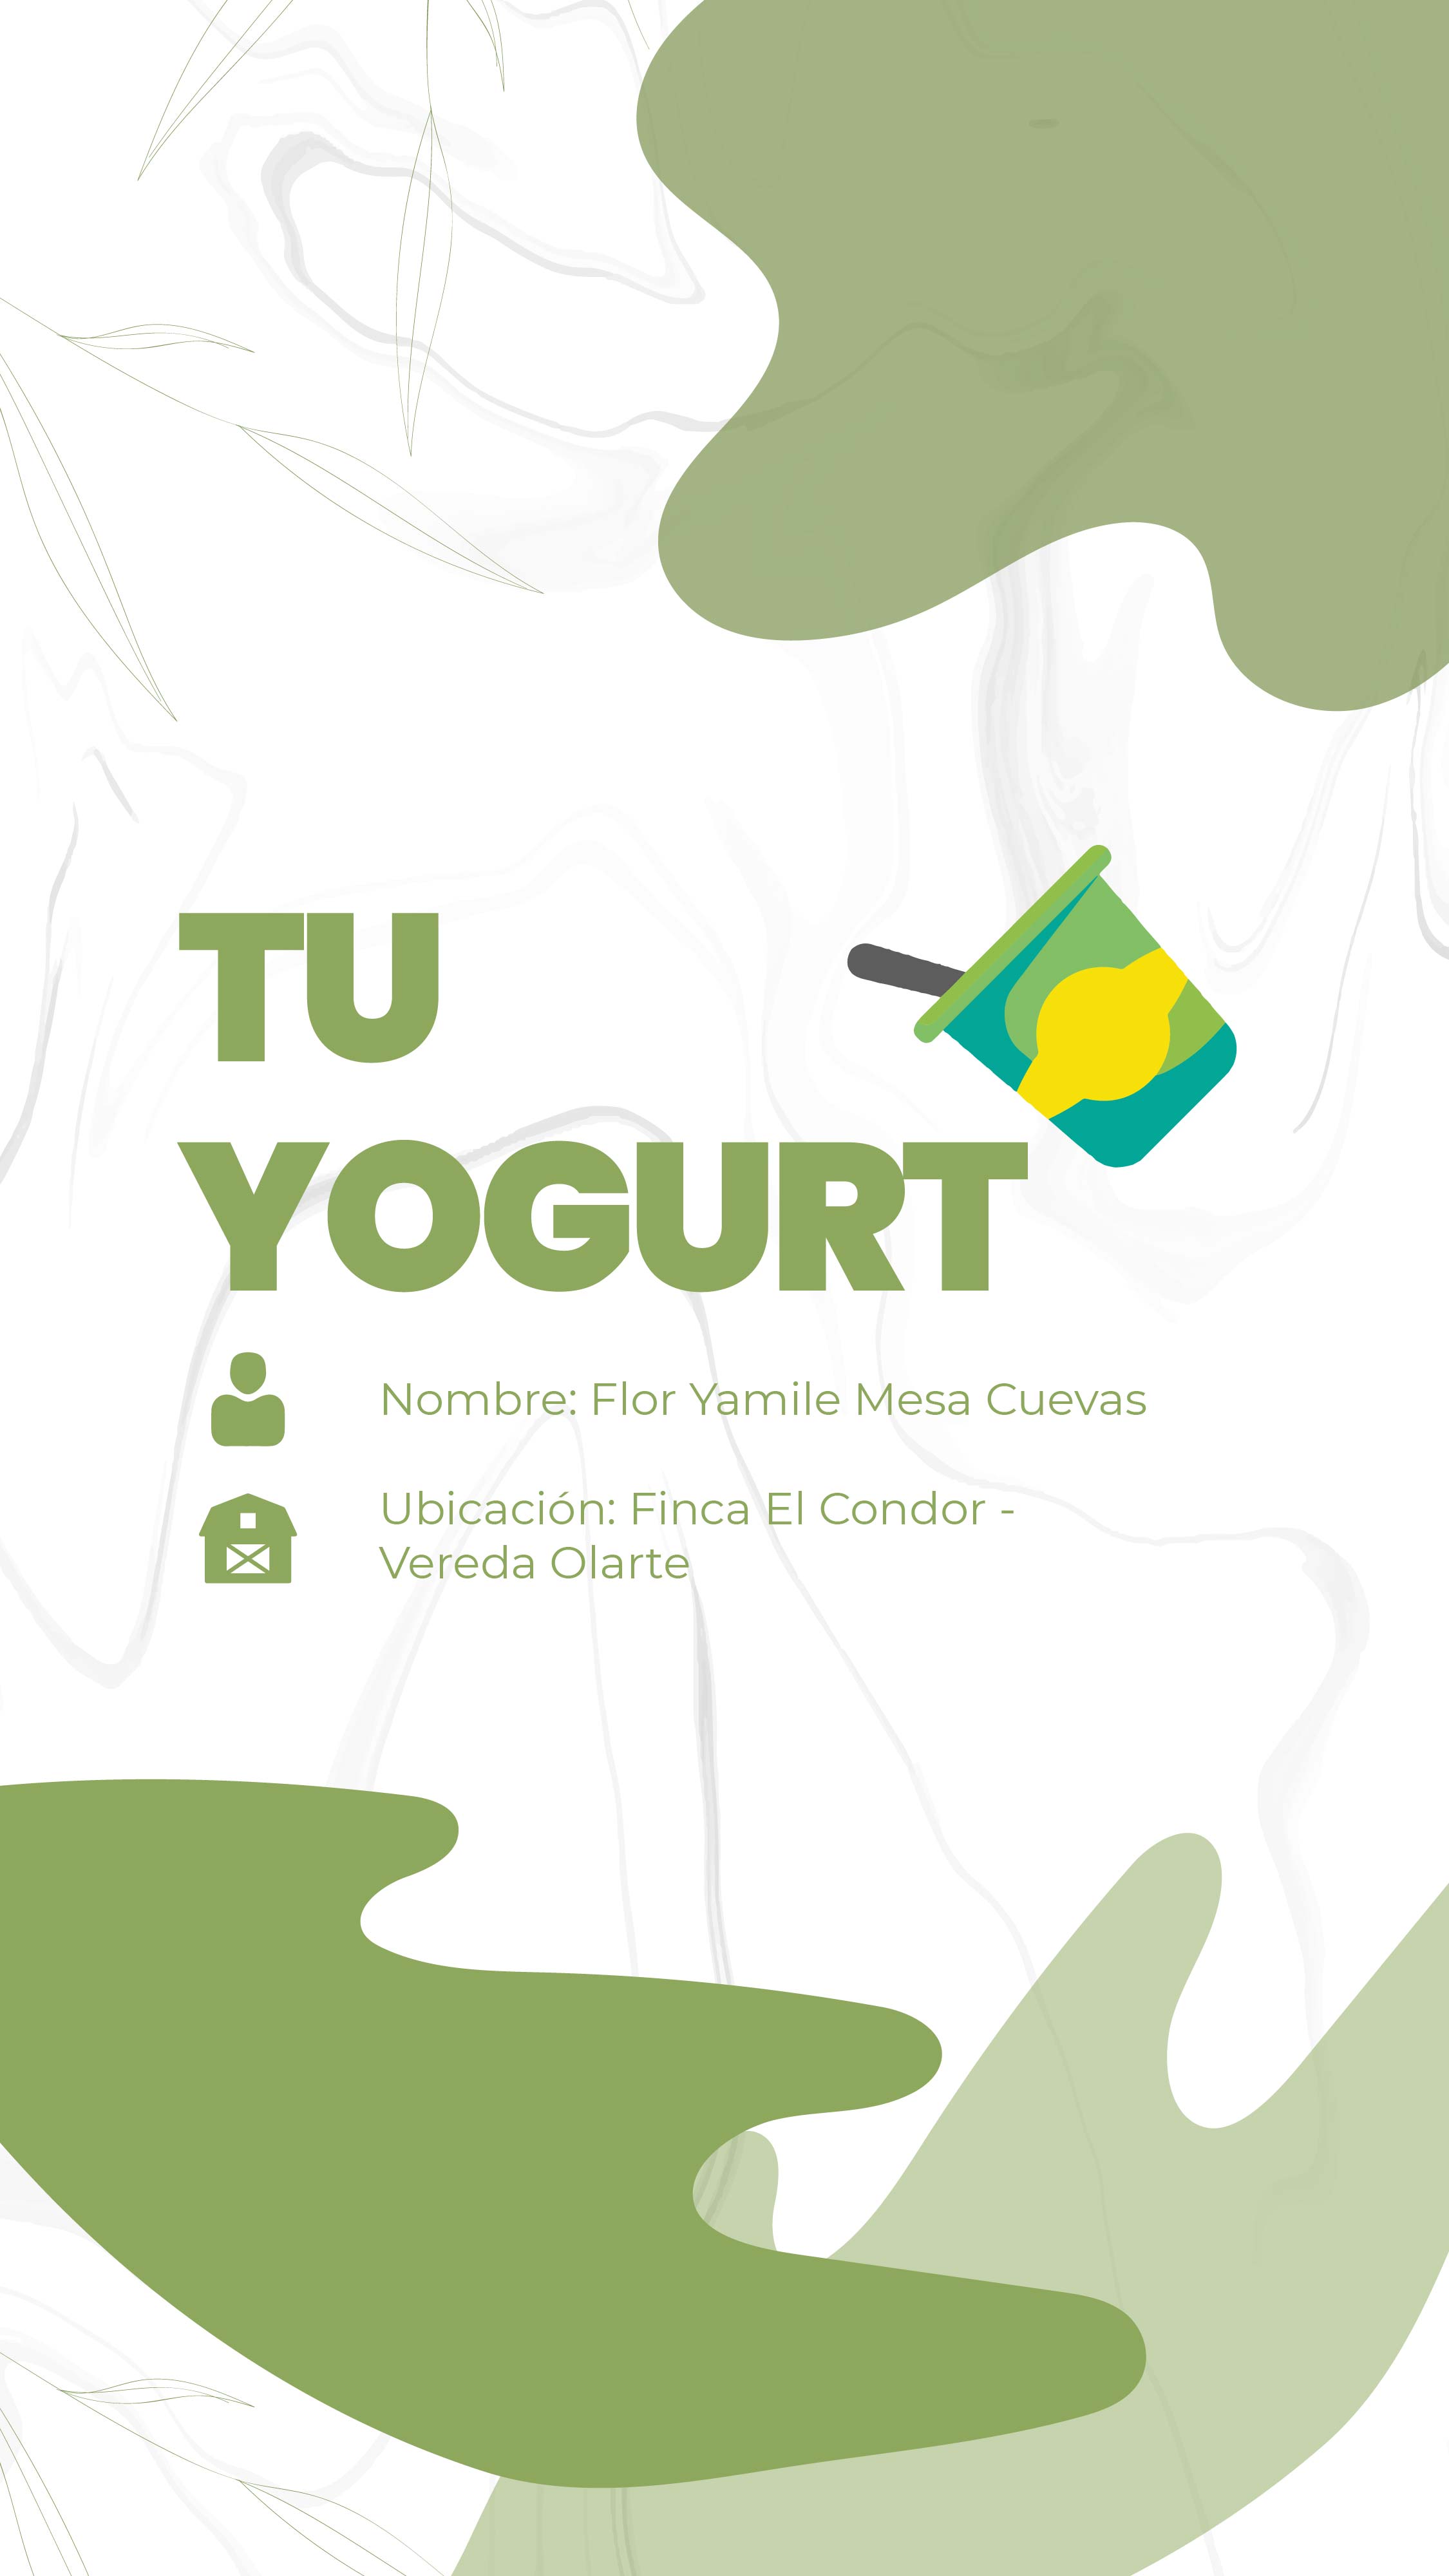 TU
YOGURT
Nombre: Flor Yamile Mesa Cuevas
Ubicación: Finca El Condor -
Vereda Olarte